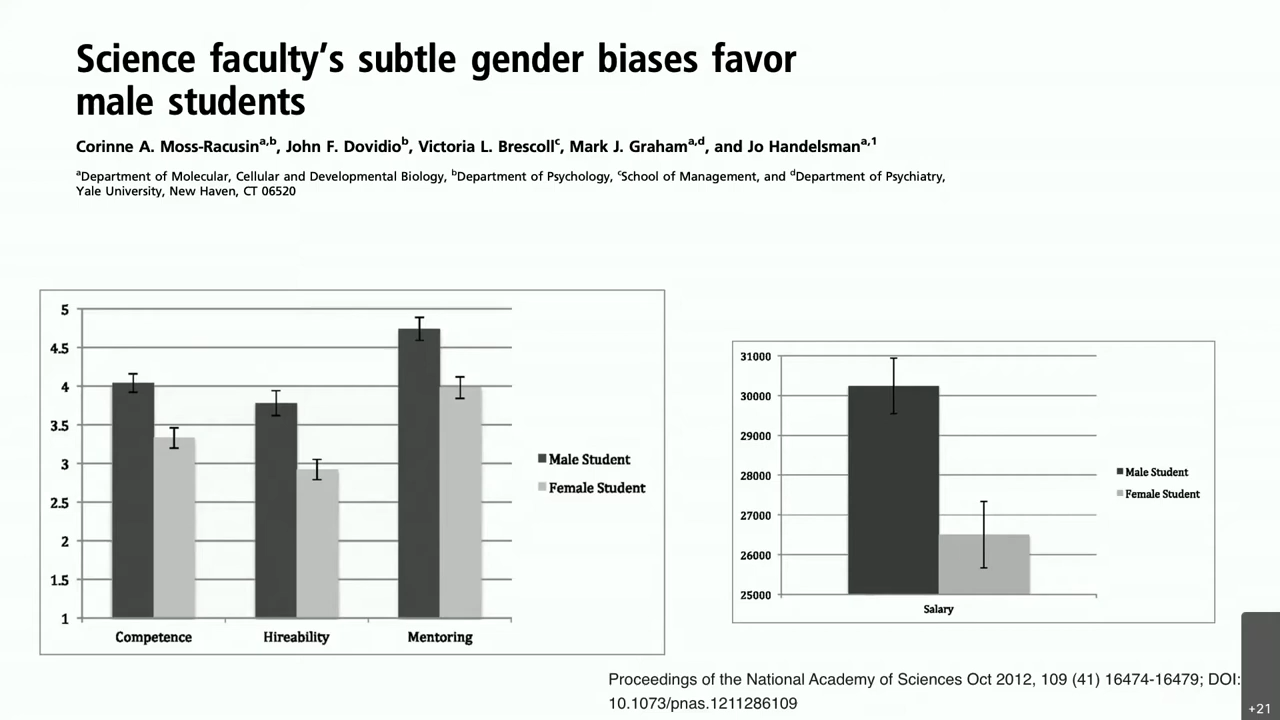 Science faculty's subtle gender biases favor
male students
Corinne A. Moss-Racusina,b, John F. Dovidiob, Victoria L. Brescollc, Mark J. Grahama,d, and Jo Handelsmana,1
aDepartment of Molecular, Cellular and Developmental Biology, bDepartment of Psychology, cSchool of Management, and dDepartment of Psychiatry,
Yale University, New Haven, CT 06520
5
4.5
4
3.5
3
2.5
2
1.5
1
Competence Hireability Mentoring
Male Student
Female Student
31000
30000
29000
28000
27000
26000
25000
Salary
Male Student
Female Student
Proceedings of the National Academy of Sciences Oct 2012, 109 (41) 16474-16479; DOI:
10.1073/pnas.1211286109
+21